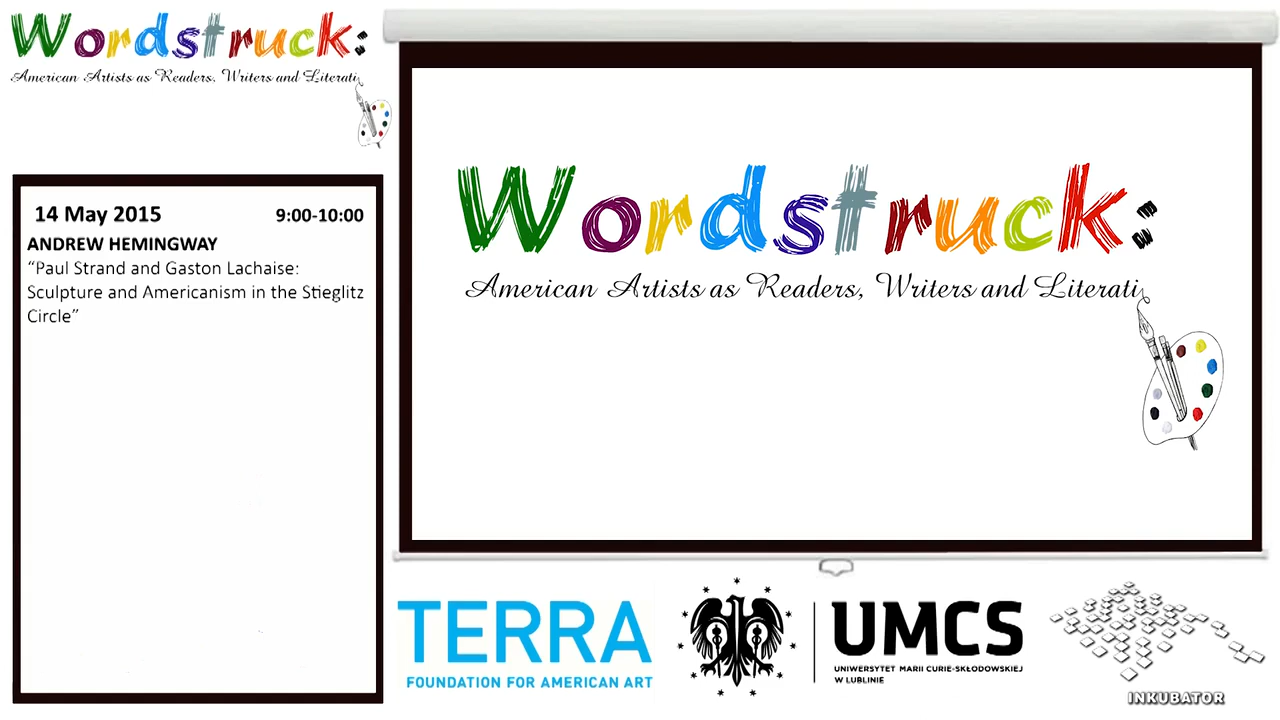 Wordstruck:
American Artists as Readers, Writers and Literati
14 May 2015 9:00-10:00
ANDREW HEMINGWAY
“Paul Strand and Gaston Lachaise:
Sculpture and Americanism in the Stieglitz
Circle”
Wordstruck:
American Artists as Readers, Writers and Literati
TERRA
FOUNDATION FOR AMERICAN ART
UMCS
UNIWERSYTET MARII CURIE-SKŁODOWSKIEJ
W LUBLINIE
INKUBATOR